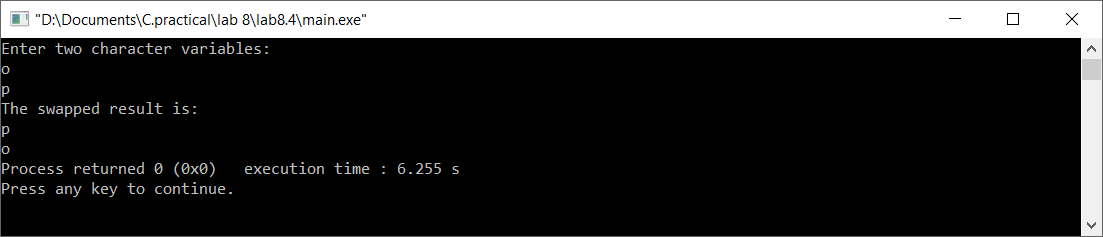 "D:\Documents\C.practical\lab 8\lab8.4\main.exe"
Enter two character variables:
o
p
The swapped result is:
p
o
Process returned 0 (0x0)   execution time : 6.255 s
Press any key to continue.